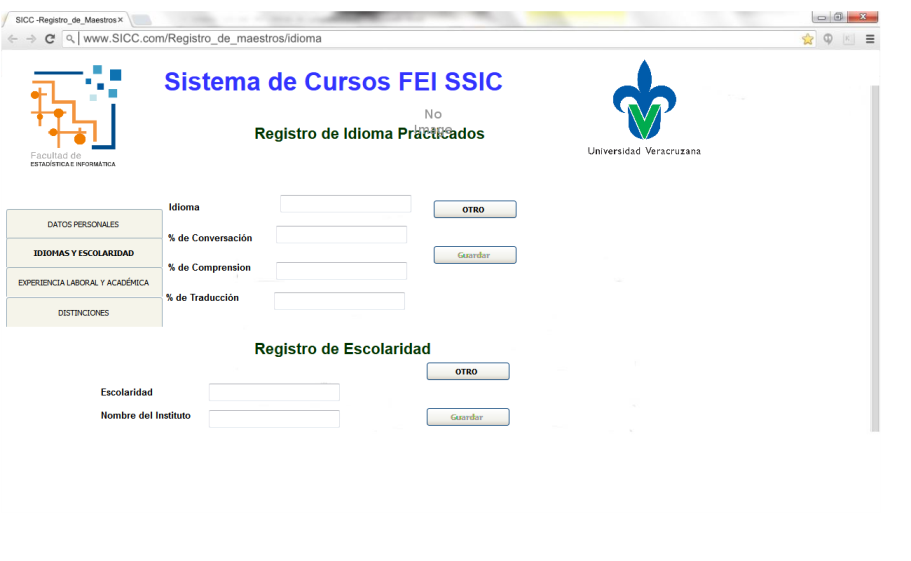 SICC -Registro_de_Maestros ×
www.SICC.com/Registro_de_maestros/idioma
Sistema de Cursos FEI SSIC
No
Image
Registro de Idioma Practicados
Facultad de
ESTADÍSTICA E INFORMÁTICA
Universidad Veracruzana
DATOS PERSONALES
IDIOMAS Y ESCOLARIDAD
EXPERIENCIA LABORAL Y ACADÉMICA
DISTINCIONES
Idioma
OTRO
% de Conversación
Guardar
% de Comprension
% de Traducción
Registro de Escolaridad
OTRO
Escolaridad
Nombre del Instituto
Guardar